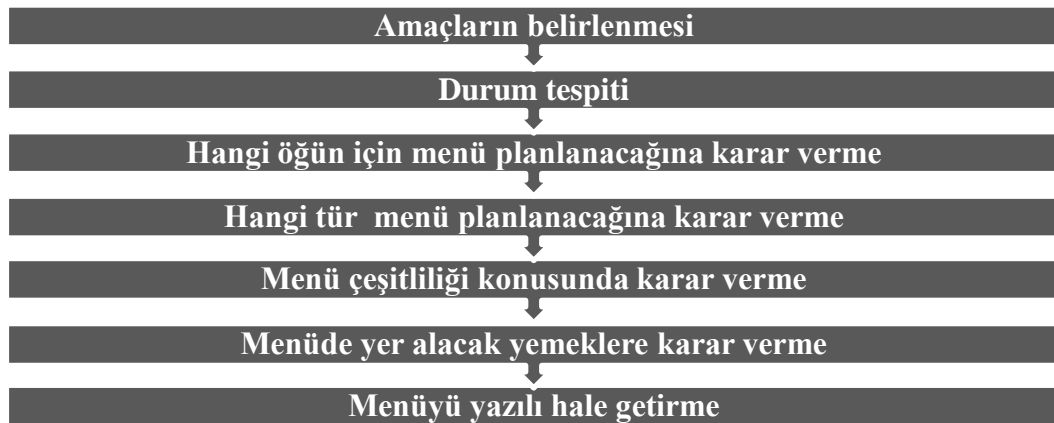 Amaçların belirlenmesi
Durum tespiti
Hangi öğün için menü planlanacağına karar verme
Hangi tür menü planlanacağına karar verme
Menü çeşitliliği konusunda karar verme
Menüde yer alacak yemeklere karar verme
Menüyü yazılı hale getirme